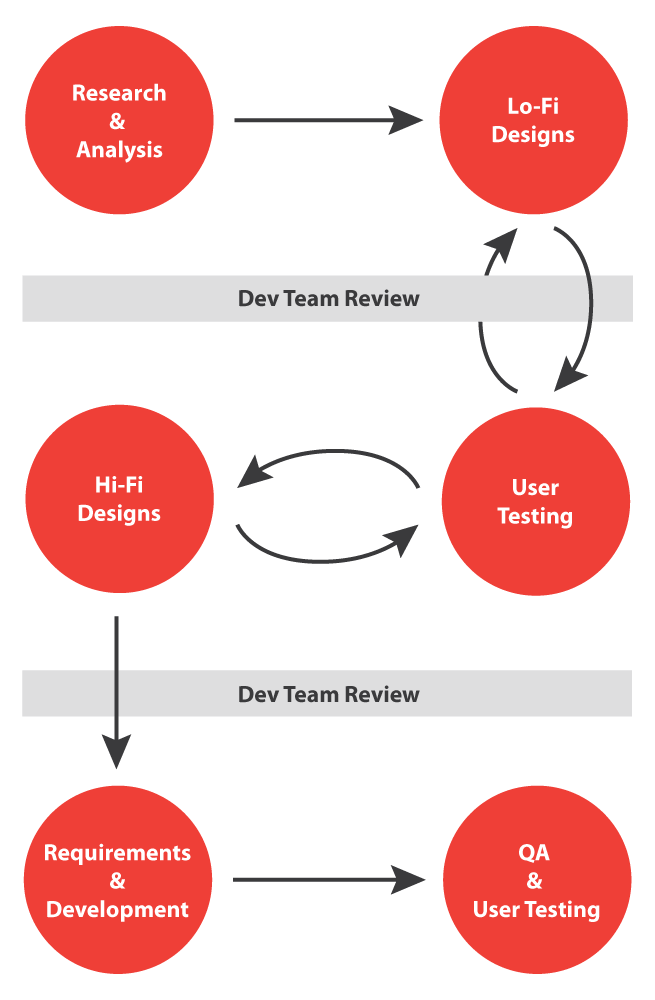 Research
&
Analysis
Lo-Fi
Designs
Dev Team Review
Hi-Fi
Designs
User
Testing
Dev Team Review
Requirements
&
Development
QA
&
User Testing